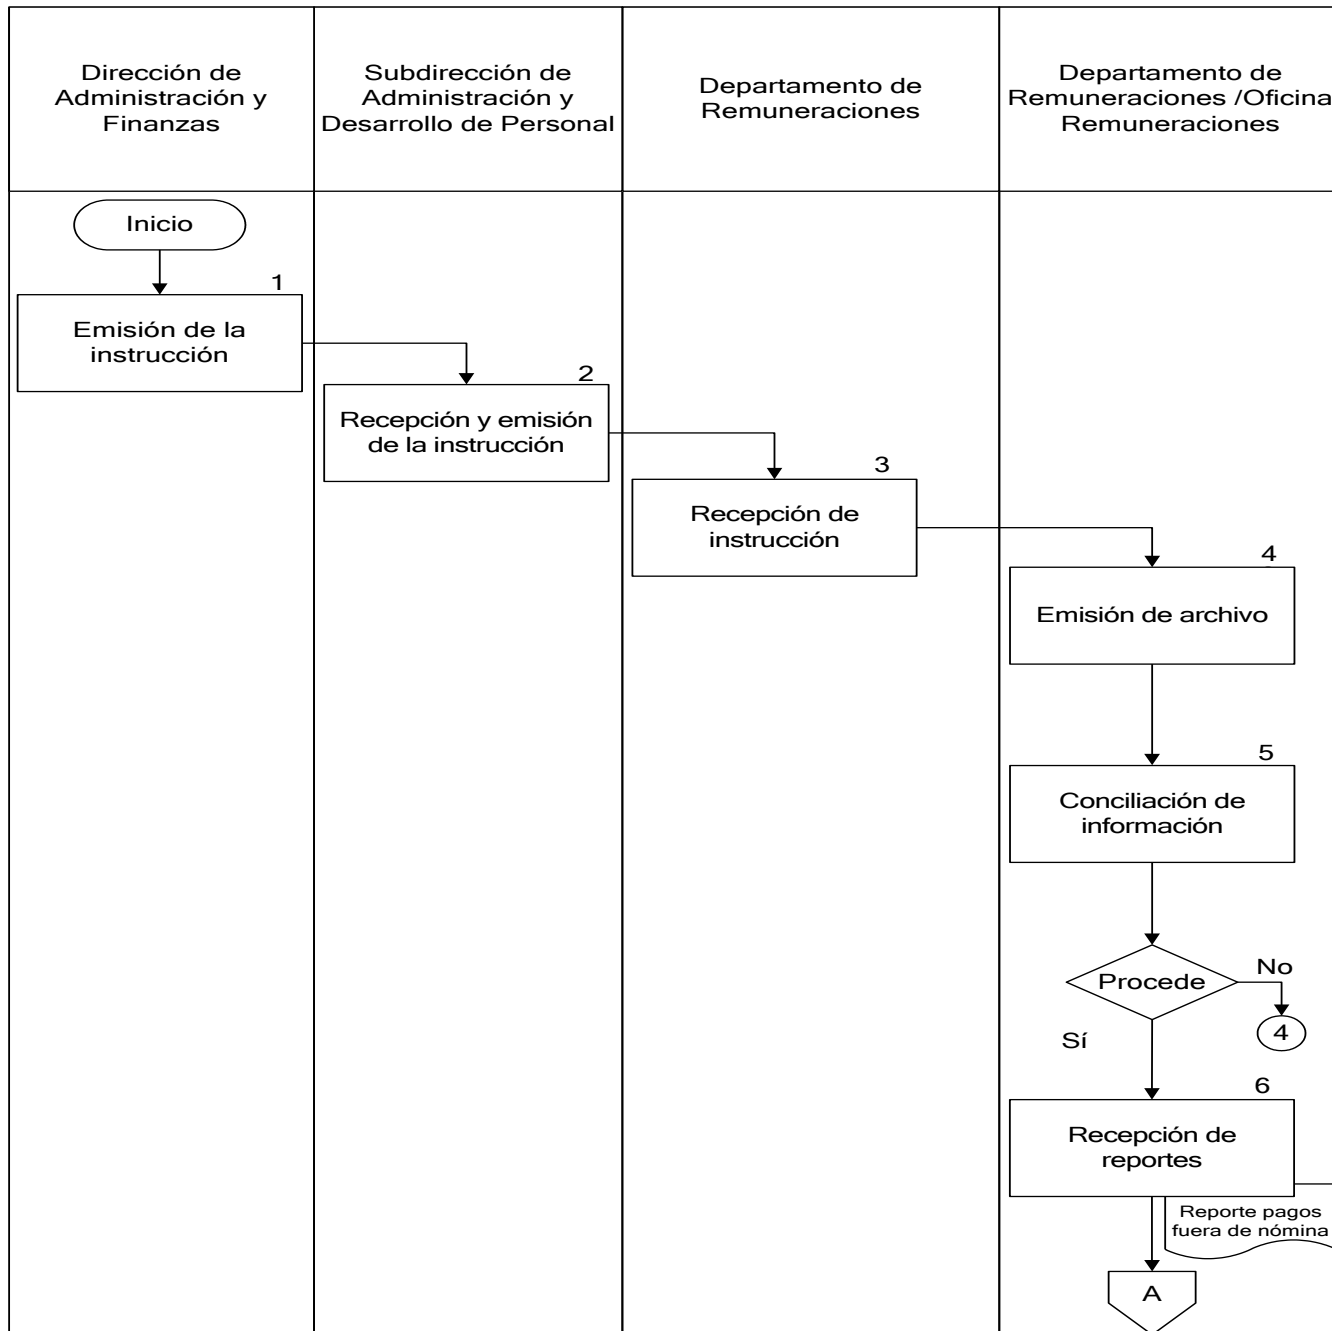 Dirección de
Administración y
Finanzas
Subdirección de
Administración y
Desarrollo de Personal
Departamento de
Remuneraciones
Departamento de
Remuneraciones /Oficina
Remuneraciones
Inicio
1
Emisión de la
instrucción
2
Recepción y emisión
de la instrucción
3
Recepción de
instrucción
4
Emisión de archivo
5
Conciliación de
información
Procede
No
4
Sí
6
Recepción de
reportes
Reporte pagos
fuera de nómina
A